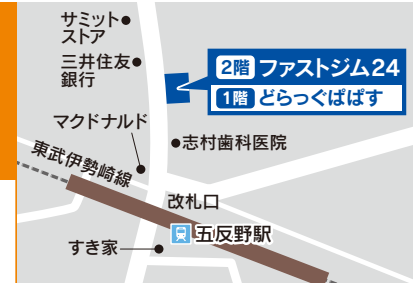 サミット
ストア
三井住友
銀行
2階 ファストジム24
1階 どらっぐぱぱす
マクドナルド
志村歯科医院
東武伊勢崎線
改札口
五反野駅
すき家